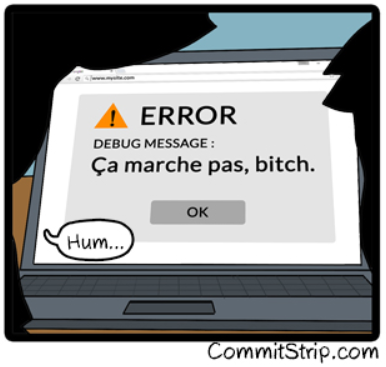 www.mysite.com
ERROR
DEBUG MESSAGE :
Ça marche pas, bitch.
OK
Hum...
CommitStrip.com